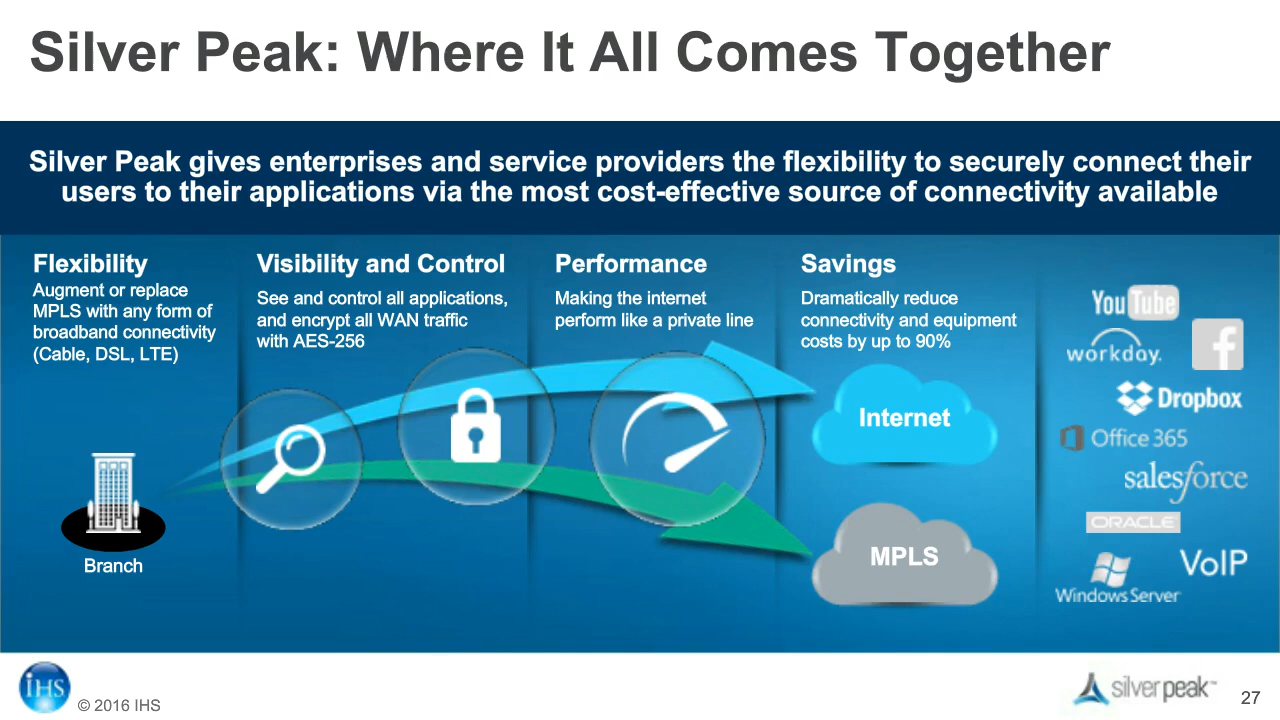 Silver Peak: Where It All Comes Together
Silver Peak gives enterprises and service providers the flexibility to securely connect their
users to their applications via the most cost-effective source of connectivity available
Flexibility
Augment or replace
MPLS with any form of
broadband connectivity
(Cable, DSL, LTE)
Visibility and Control
See and control all applications,
and encrypt all WAN traffic
with AES-256
Performance
Making the internet
perform like a private line
Savings
Dramatically reduce
connectivity and equipment
costs by up to 90%
Branch
Internet
MPLS
YouTube
workday.
f
Dropbox
Office 365
salesforce
ORACLE
VoIP
Windows Server
IHS
© 2016 IHS
silver peak™
27